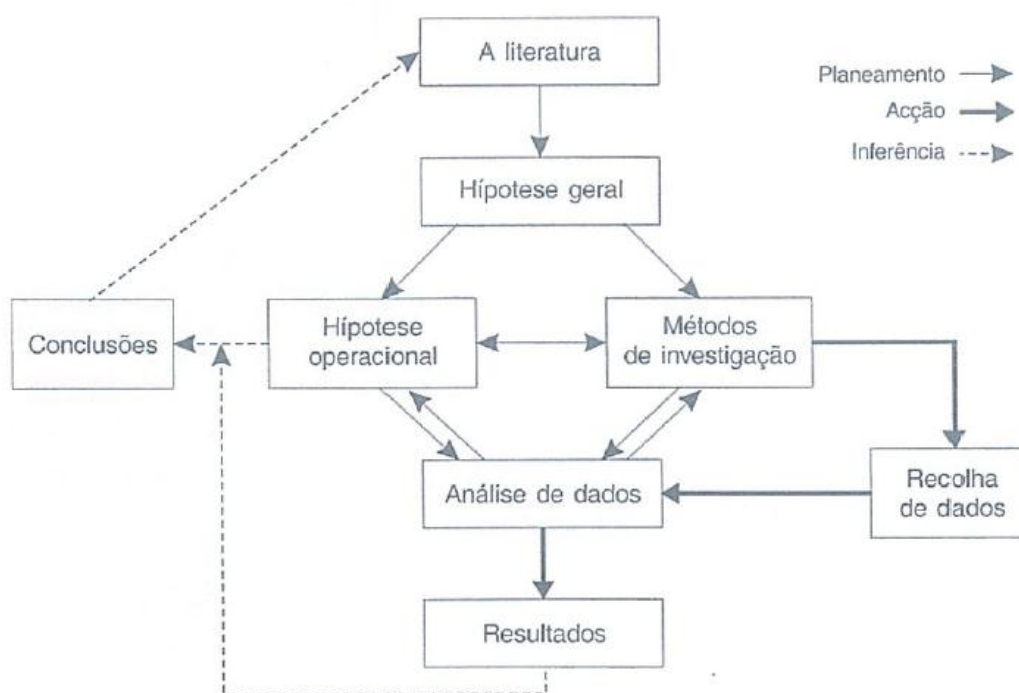 A literatura
Planeamento
Acção
Inferência
Hípotese geral
Conclusões
Hípotese
operacional
Métodos
de investigação
Análise de dados
Recolha
de dados
Resultados